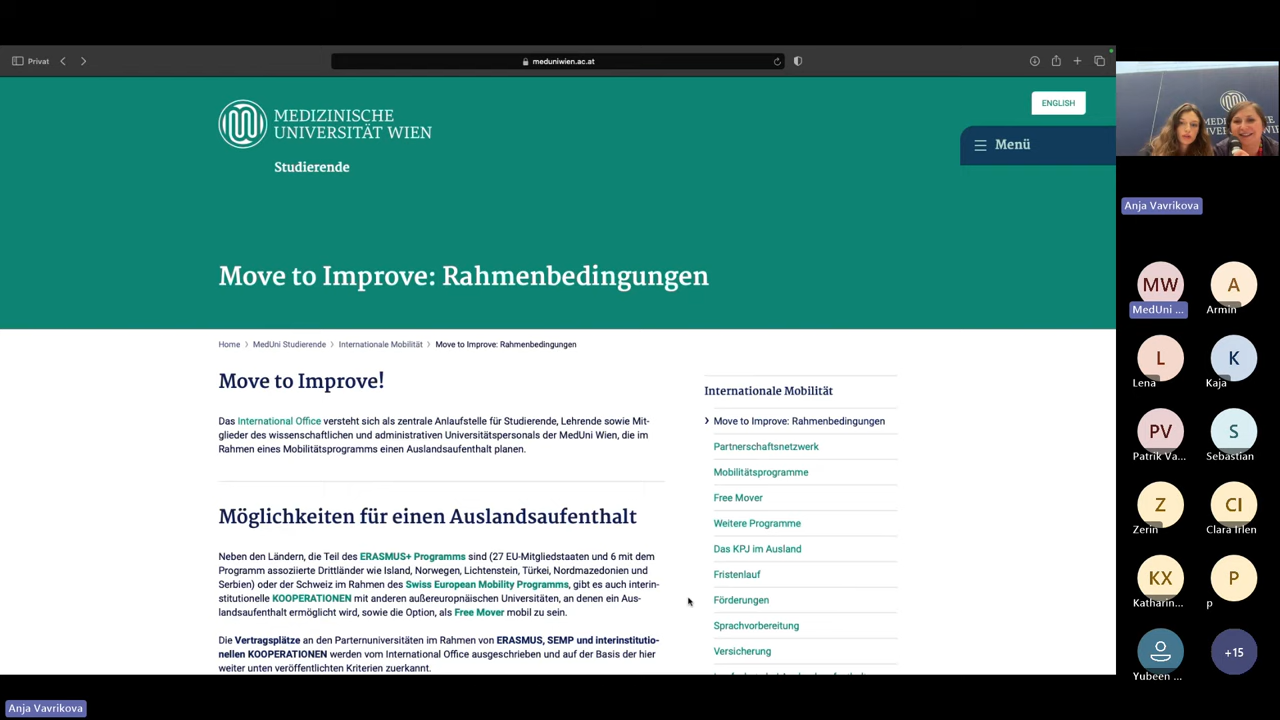 Privat
meduniwien.ac.at
MEDIZINISCHE
UNIVERSITÄT WIEN
Studierende
ENGLISH
Menü
Move to Improve: Rahmenbedingungen
Home > MedUni Studierende > Internationale Mobilität > Move to Improve: Rahmenbedingungen
Move to Improve!
Das International Office versteht sich als zentrale Anlaufstelle für Studierende, Lehrende sowie Mit-
glieder des wissenschaftlichen und administrativen Universitätspersonals der MedUni Wien, die im
Rahmen eines Mobilitätsprogramms einen Auslandsaufenthalt planen.
Möglichkeiten für einen Auslandsaufenthalt
Neben den Ländern, die Teil des ERASMUS+ Programms sind (27 EU-Mitgliedstaaten und 6 mit dem
Programm assoziierte Drittländer wie Island, Norwegen, Lichtenstein, Türkei, Nordmazedonien und
Serbien) oder der Schweiz im Rahmen des Swiss European Mobility Programms, gibt es auch interin-
stitutionelle KOOPERATIONEN mit anderen außereuropäischen Universitäten, an denen ein Aus-
landsaufenthalt ermöglicht wird, sowie die Option, als Free Mover mobil zu sein.
Die Vertragsplätze an den Parternuniversitäten im Rahmen von ERASMUS, SEMP und interinstitutio-
nellen KOOPERATIONEN werden vom International Office ausgeschrieben und auf der Basis der hier
weiter unten veröffentlichten Kriterien zuerkannt.
Internationale Mobilität
Move to Improve: Rahmenbedingungen
Partnerschaftsnetzwerk
Mobilitätsprogramme
Free Mover
Weitere Programme
Das KPJ im Ausland
Fristenlauf
Förderungen
Sprachvorbereitung
Versicherung
Anja Vavrikova
MW
MedUni ...
A
Armin
L
Lena
K
Kaja
PV
Patrik Va...
S
Sebastian
Z
Zerin
CI
Clara Irlen
KX
Katharin...
P
p
Yubeen ...
+15
Anja Vavrikova